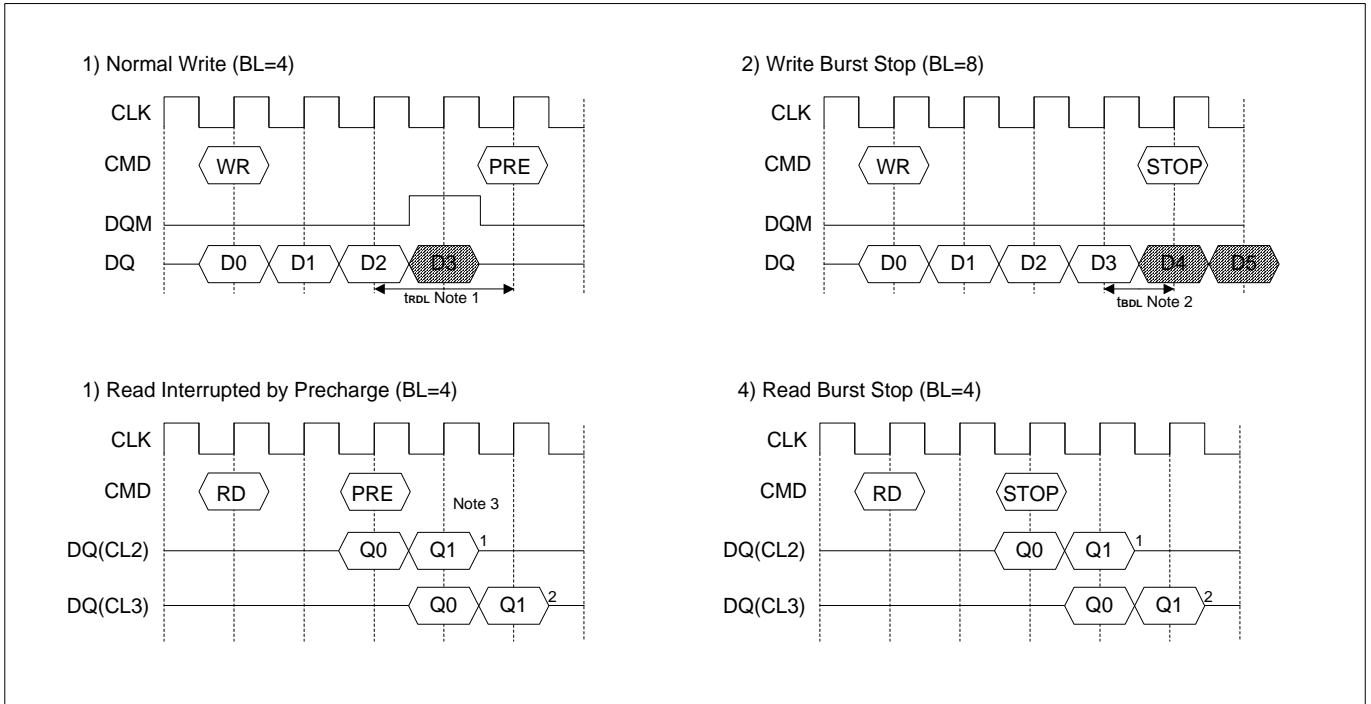 1) Normal Write (BL=4)
CLK
CMD
WR
PRE
DQM
DQ
D0
D1
D2
D3
tRDL Note 1
2) Write Burst Stop (BL=8)
CLK
CMD
WR
STOP
DQM
DQ
D0
D1
D2
D3
D4
D5
tBDL Note 2
1) Read Interrupted by Precharge (BL=4)
CLK
CMD
RD
PRE
Note 3
DQ(CL2)
Q0
Q1
1
DQ(CL3)
Q0
Q1
2
4) Read Burst Stop (BL=4)
CLK
CMD
RD
STOP
DQ(CL2)
Q0
Q1
1
DQ(CL3)
Q0
Q1
2